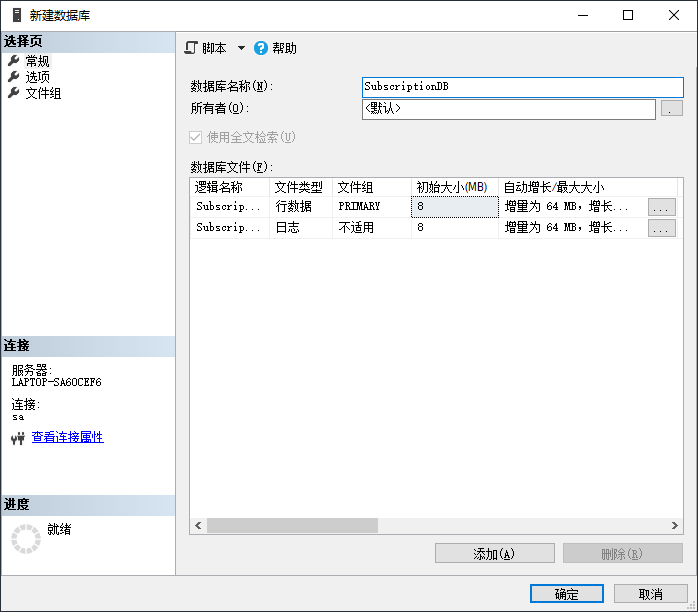 新建数据库
选择页
常规
选项
文件组
脚本 帮助
数据库名称(N): SubscriptionDB
所有者(O): <默认> ...
使用全文检索(U)
数据库文件(F):
逻辑名称 文件类型 文件组 初始大小(MB) 自动增长/最大大小
Subscrip... 行数据 PRIMARY 8 增量为 64 MB，增长... ...
Subscrip... 日志 不适用 8 增量为 64 MB，增长... ...
连接
服务器:
LAPTOP-SA60CEF6
连接:
sa
查看连接属性
进度
就绪
添加(A) 删除(R)
确定 取消